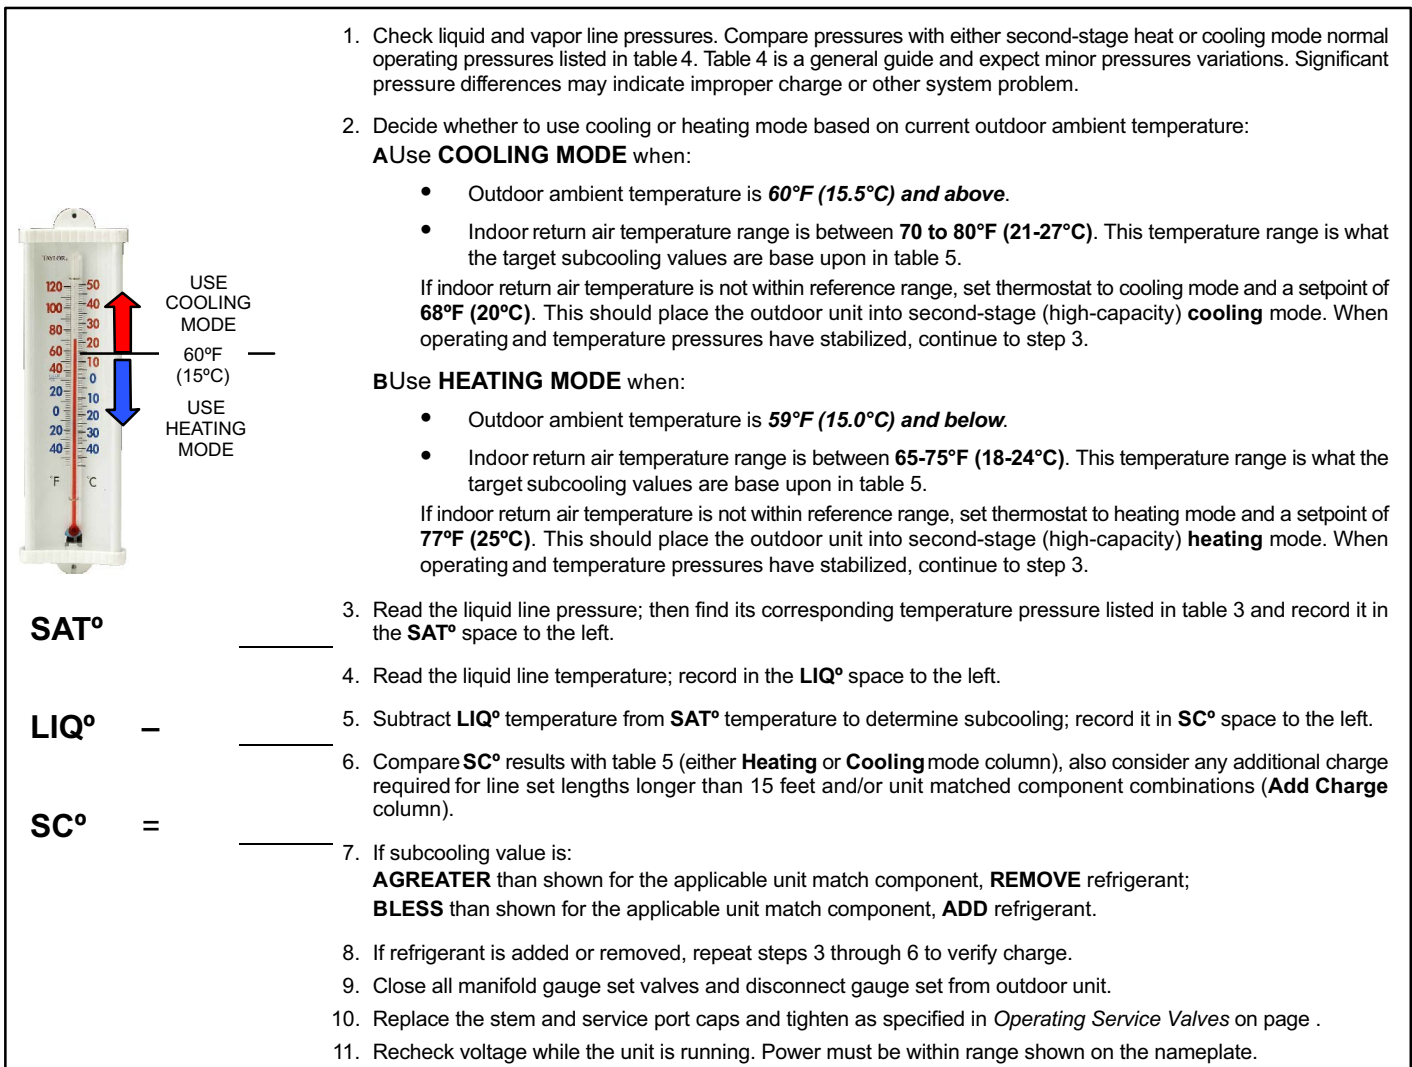 1. Check liquid and vapor line pressures. Compare pressures with either second-stage heat or cooling mode normal
operating pressures listed in table 4. Table 4 is a general guide and expect minor pressures variations. Significant
pressure differences may indicate improper charge or other system problem.
2. Decide whether to use cooling or heating mode based on current outdoor ambient temperature:
AUse COOLING MODE when:
• Outdoor ambient temperature is 60°F (15.5°C) and above.
• Indoor return air temperature range is between 70 to 80°F (21-27°C). This temperature range is what
the target subcooling values are base upon in table 5.
If indoor return air temperature is not within reference range, set thermostat to cooling mode and a setpoint of
68ºF (20ºC). This should place the outdoor unit into second-stage (high-capacity) cooling mode. When
operating and temperature pressures have stabilized, continue to step 3.
BUse HEATING MODE when:
• Outdoor ambient temperature is 59°F (15.0°C) and below.
• Indoor return air temperature range is between 65-75°F (18-24°C). This temperature range is what the
target subcooling values are base upon in table 5.
If indoor return air temperature is not within reference range, set thermostat to heating mode and a setpoint of
77ºF (25ºC). This should place the outdoor unit into second-stage (high-capacity) heating mode. When
operating and temperature pressures have stabilized, continue to step 3.
TAYLOR
120 50
100 40
80 30
20
60 10
40 0
20 10
0 20
20 30
40 40
°F °C
USE
COOLING
MODE
60ºF
(15ºC)
USE
HEATING
MODE
SATº
LIQº –
SCº =
3. Read the liquid line pressure; then find its corresponding temperature pressure listed in table 3 and record it in
the SATº space to the left.
4. Read the liquid line temperature; record in the LIQº space to the left.
5. Subtract LIQº temperature from SATº temperature to determine subcooling; record it in SCº space to the left.
6. Compare SCº results with table 5 (either Heating or Cooling mode column), also consider any additional charge
required for line set lengths longer than 15 feet and/or unit matched component combinations (Add Charge
column).
7. If subcooling value is:
AGREATER than shown for the applicable unit match component, REMOVE refrigerant;
BLESS than shown for the applicable unit match component, ADD refrigerant.
8. If refrigerant is added or removed, repeat steps 3 through 6 to verify charge.
9. Close all manifold gauge set valves and disconnect gauge set from outdoor unit.
10. Replace the stem and service port caps and tighten as specified in Operating Service Valves on page .
11. Recheck voltage while the unit is running. Power must be within range shown on the nameplate.